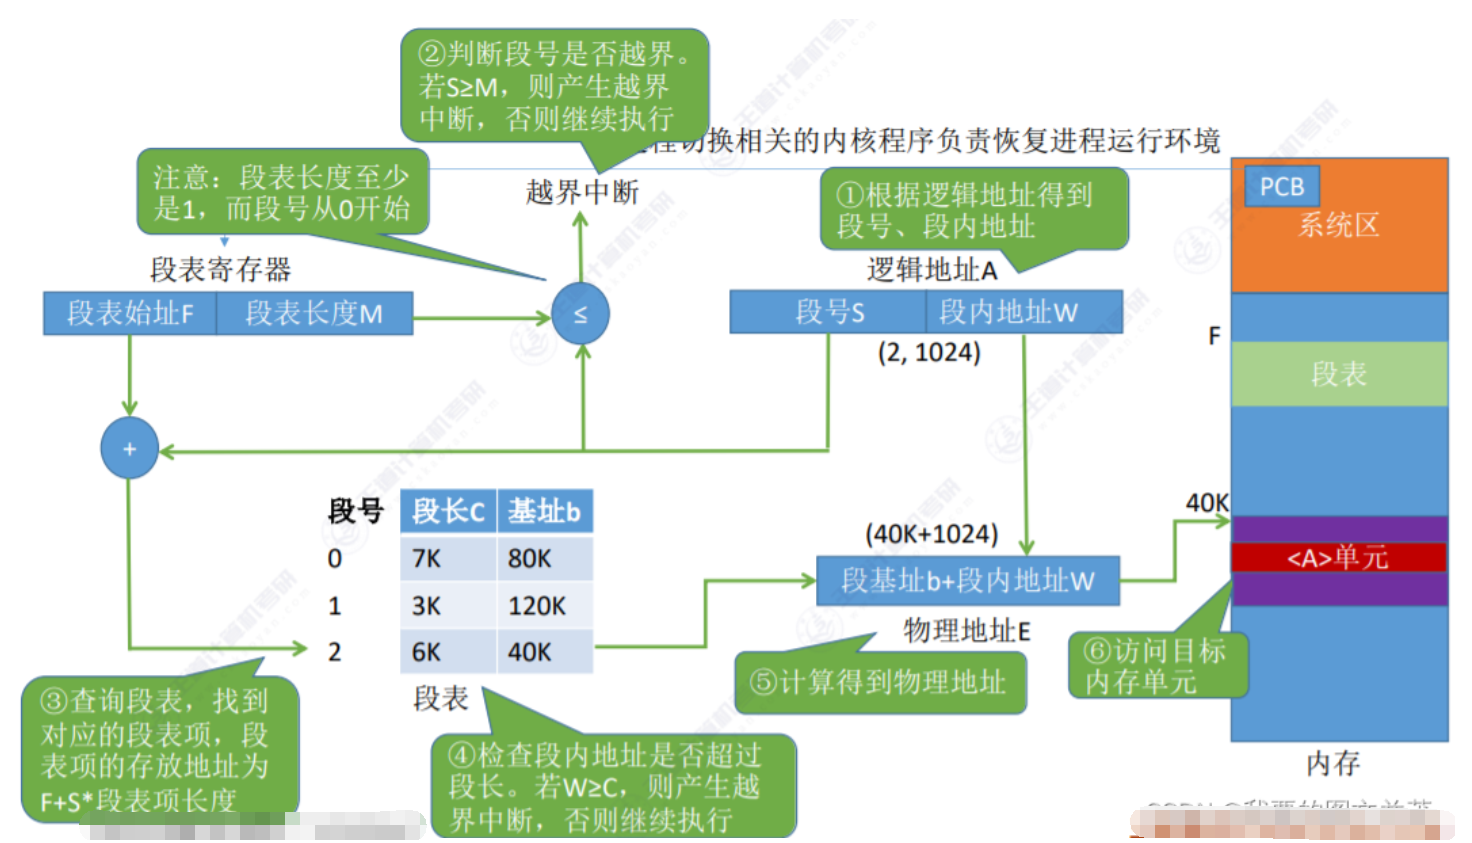 ②判断段号是否越界。
若S≥M，则产生越界
中断，否则继续执行
程切换相关的内核程序负责恢复进程运行环境
注意：段表长度至少
是1，而段号从0开始
越界中断
①根据逻辑地址得到
段号、段内地址
PCB
系统区
段表寄存器
逻辑地址A
段表始址F
段表长度M
≤
段号S
段内地址W
(2, 1024)
F
段表
+
段号
段长C
基址b
0
7K
80K
1
3K
120K
2
6K
40K
段表
(40K+1024)
段基址b+段内地址W
物理地址E
40K
<A>单元
③查询段表，找到
对应的段表项，段
表项的存放地址为
F+S*段表项长度
④检查段内地址是否超过
段长。若W≥C，则产生越
界中断，否则继续执行
⑤计算得到物理地址
⑥访问目标
内存单元
内存
王道计算机考研